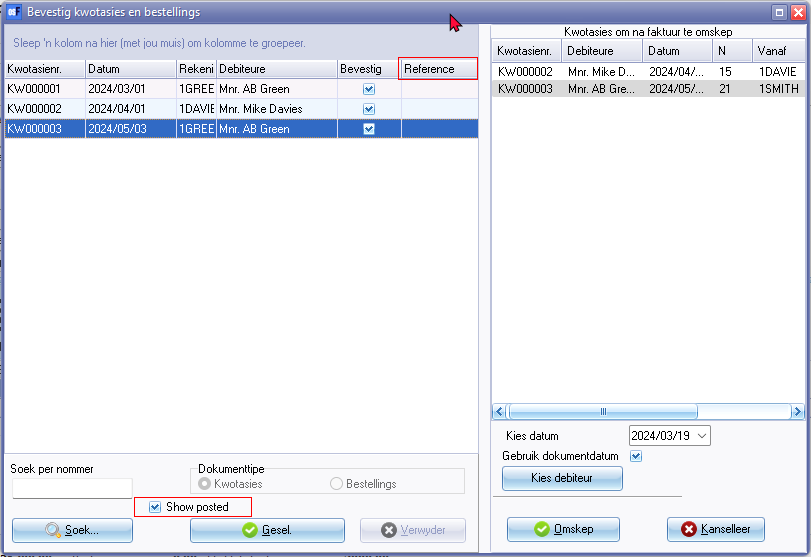 Bevestig kwotasies en bestellings
Sleep 'n kolom na hier (met jou muis) om kolomme te groepeer.
Kwotasienr. Datum Rekeni Debiteure Bevestig Reference
KW000001 2024/03/01 1GREE Mnr. AB Green
KW000002 2024/04/01 1DAVIE Mnr. Mike Davies
KW000003 2024/05/03 1GREE Mnr. AB Green
Soek per nommer
Dokumenttipe
Kwotasies Bestellings
Show posted
Soek... Gesel. Verwyder
Kwotasies om na faktuur te omskep
Kwotasienr. Debiteure Datum N Vanaf
KW000002 Mnr. Mike D... 2024/04/... 15 1DAVIE
KW000003 Mnr. AB Gre... 2024/05/... 21 1SMITH
Kies datum 2024/03/19
Gebruik dokumentdatum
Kies debiteur
Omskep Kanselleer